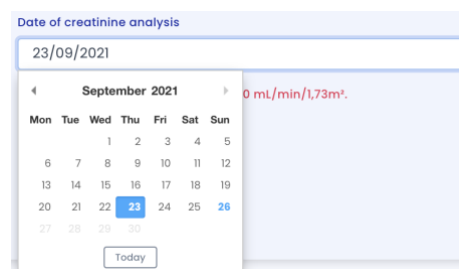 Date of creatinine analysis
23/09/2021
September 2021
0 mL/min/1,73m².
Mon Tue Wed Thu Fri Sat Sun
1 2 3 4 5
6 7 8 9 10 11 12
13 14 15 16 17 18 19
20 21 22 23 24 25 26
27 28 29 30
Today